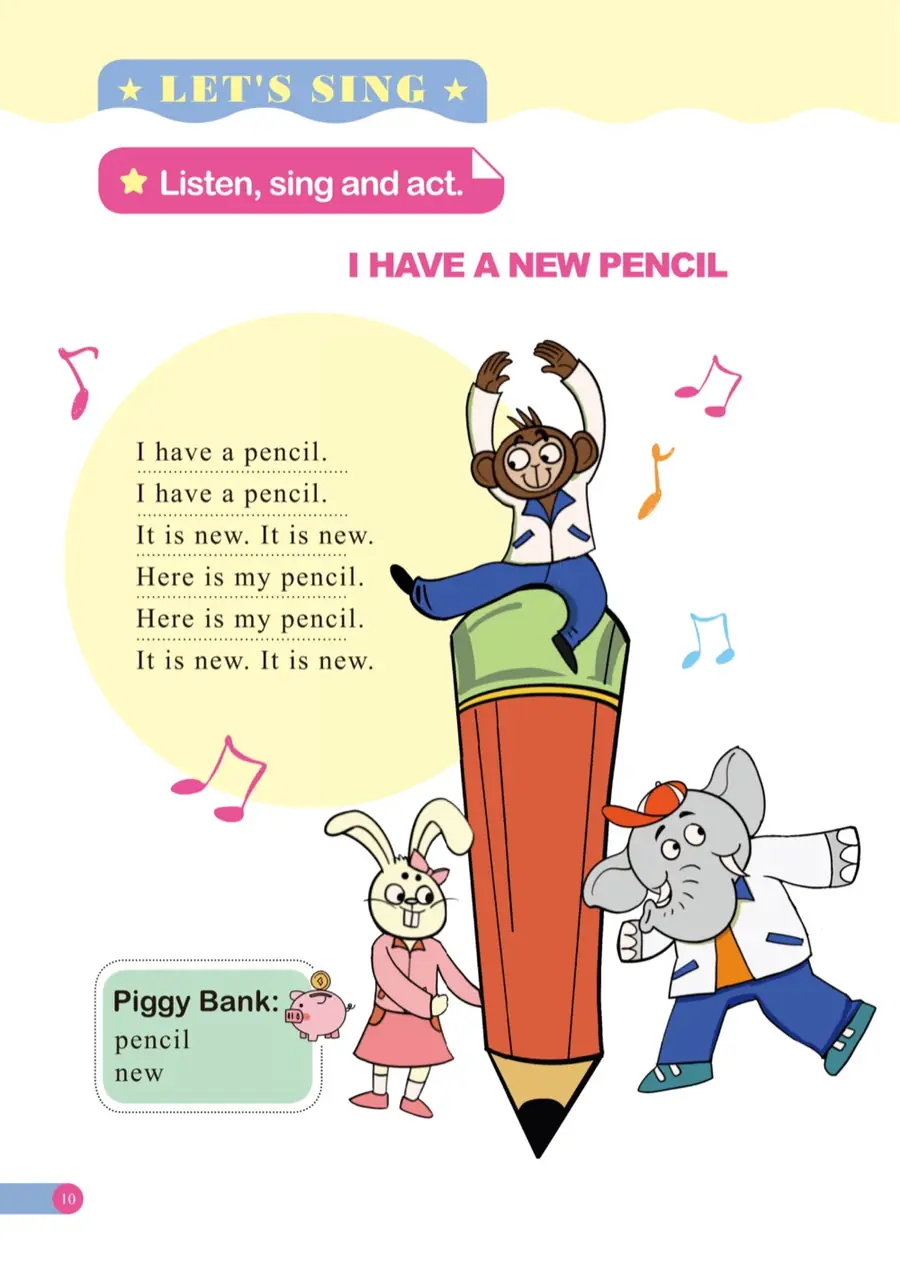 LET'S SING
Listen, sing and act.
I HAVE A NEW PENCIL
I have a pencil.
I have a pencil.
It is new. It is new.
Here is my pencil.
Here is my pencil.
It is new. It is new.
Piggy Bank:
pencil
new
10